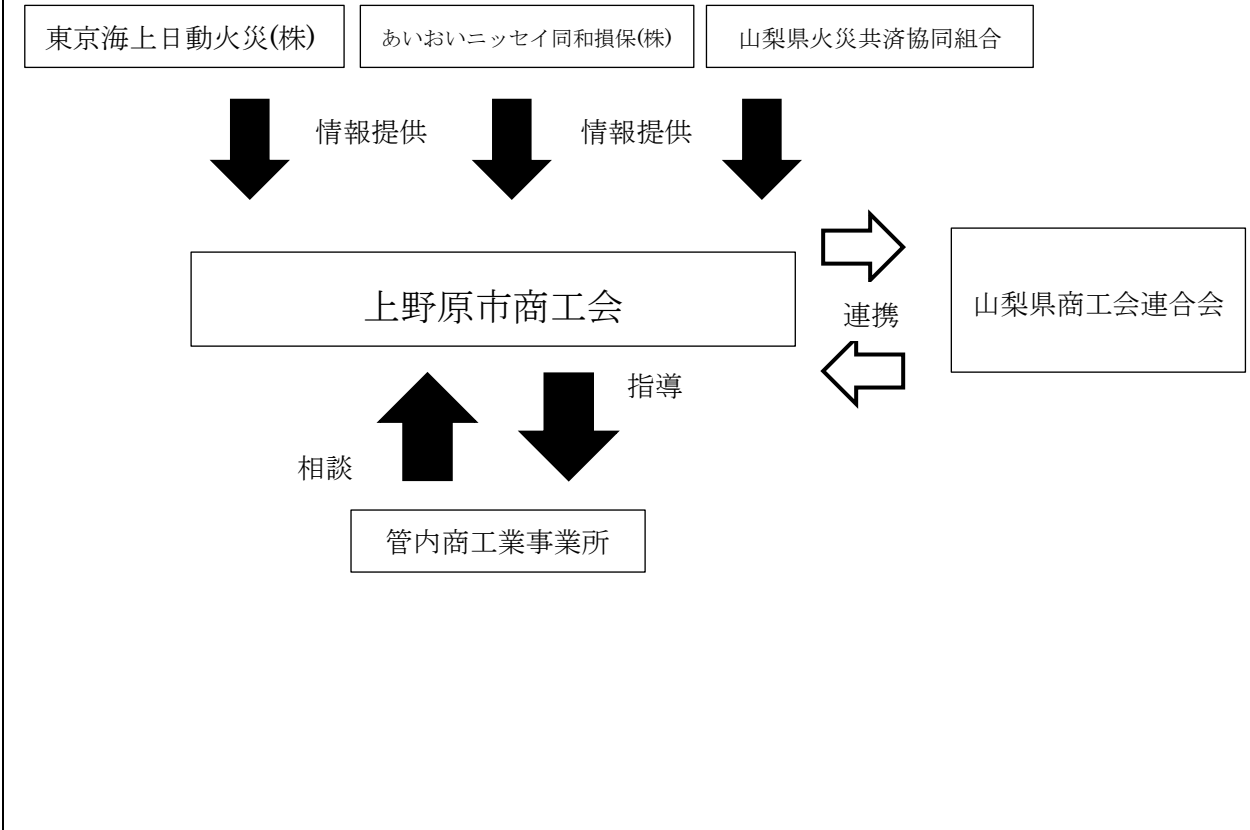 東京海上日動火災(株)
あいおいニッセイ同和損保(株)
山梨県火災共済協同組合
情報提供
情報提供
上野原市商工会
連携
山梨県商工会連合会
指導
相談
管内商工業事業所